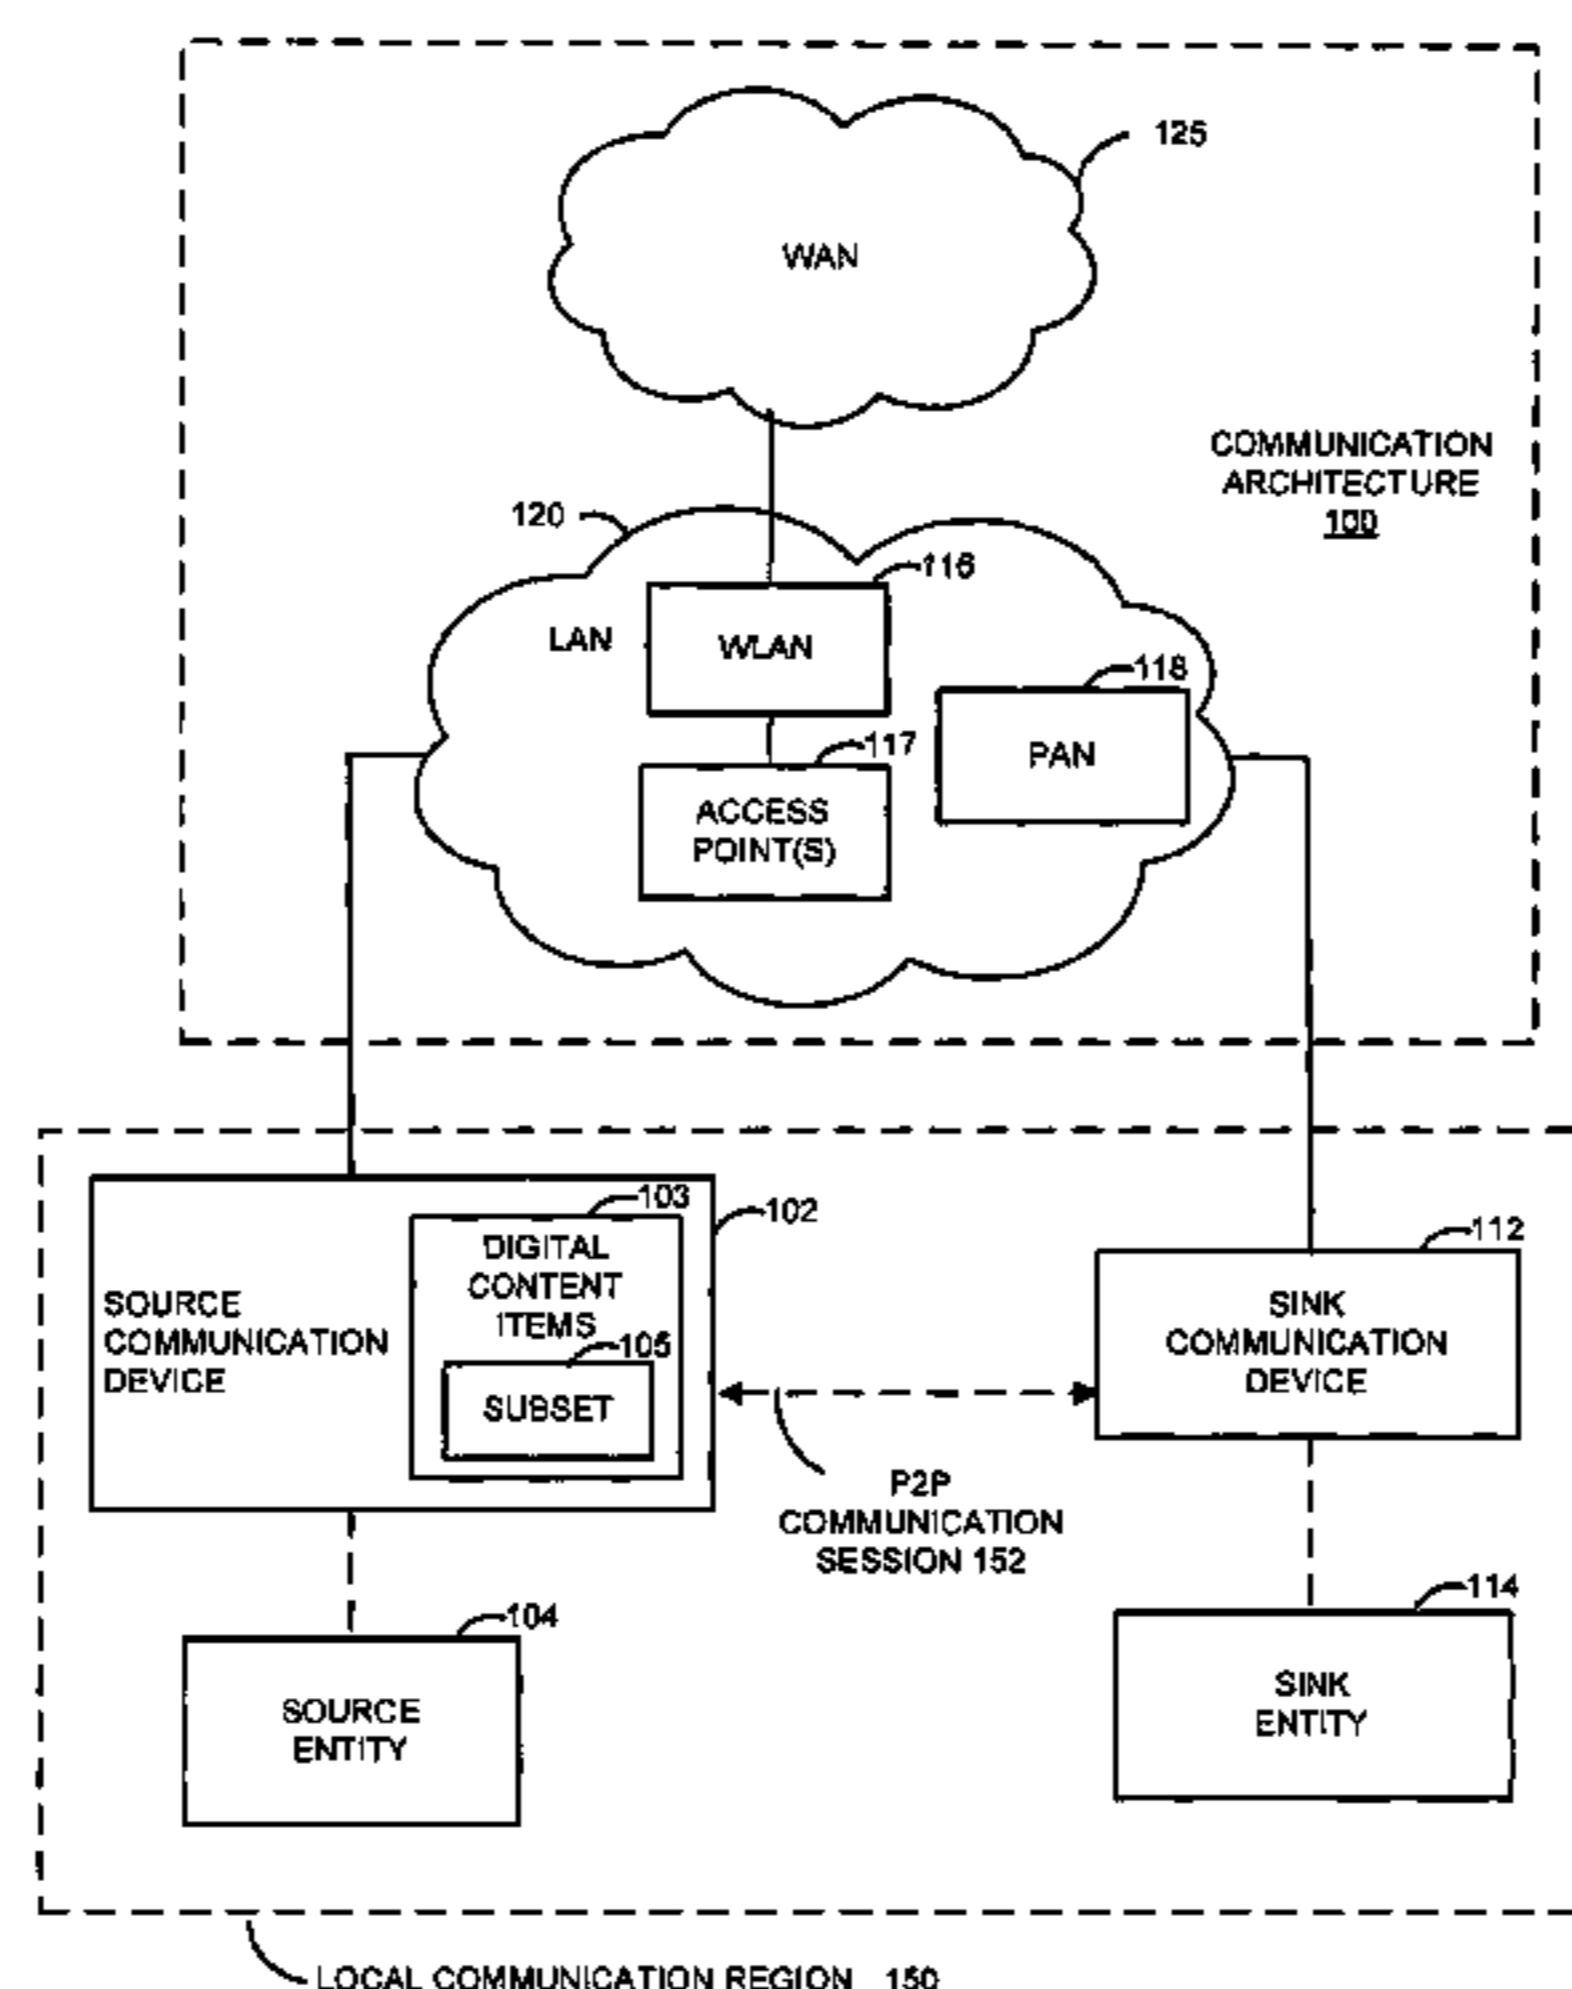 125
WAN
COMMUNICATION
ARCHITECTURE
100
120
116
LAN
WLAN
118
117
PAN
ACCESS
POINT(S)
103
102
112
DIGITAL
CONTENT
ITEMS
SOURCE
COMMUNICATION
DEVICE
105
SUBSET
SINK
COMMUNICATION
DEVICE
P2P
COMMUNICATION
SESSION 152
104
114
SOURCE
ENTITY
SINK
ENTITY
LOCAL COMMUNICATION REGION 150